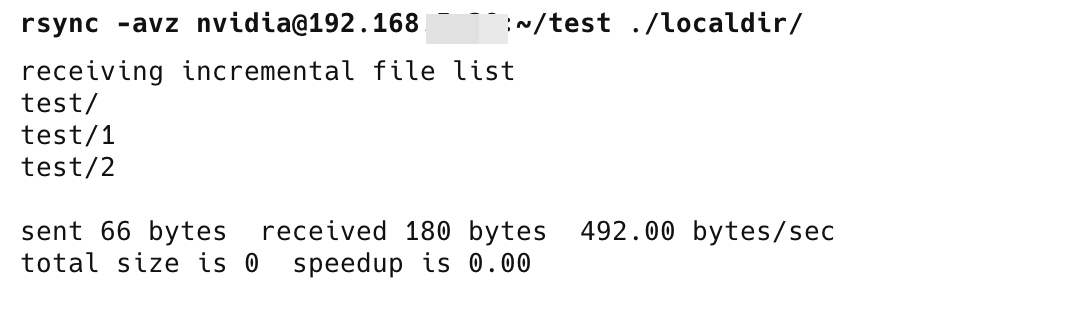 rsync -avz nvidia@192.168 :~/test ./localdir/
receiving incremental file list
test/
test/1
test/2
sent 66 bytes  received 180 bytes  492.00 bytes/sec
total size is 0  speedup is 0.00